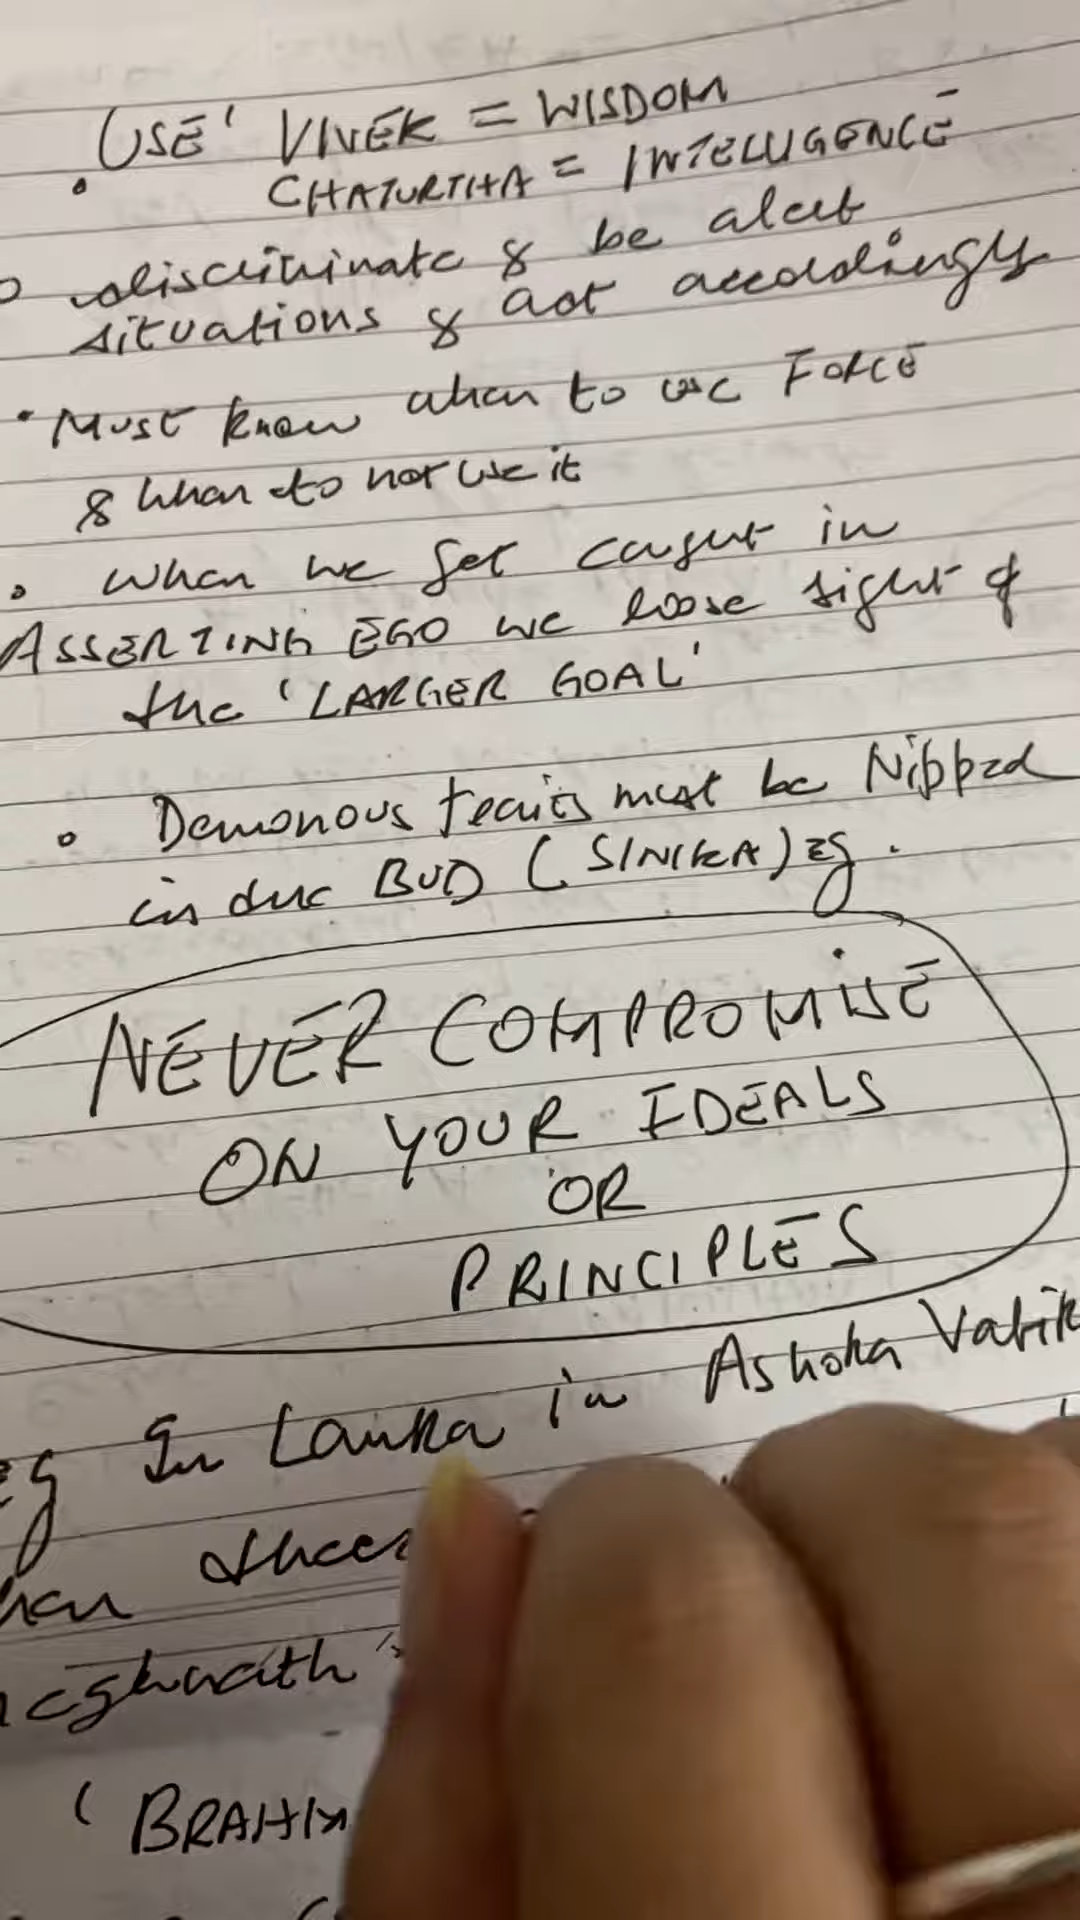 • USE' VIVEK = WISDOM
CHATURTHA = INTELLIGENCE
discriminate & be alert
situations & act accordingly
• Must know when to use FORCE
& when to not use it
• when we get caught in
ASSERTING EGO we loose sight of
the 'LARGER GOAL'
• Demonous traits must be Nipped
in the BUD (SINIKA) eg.
NEVER COMPROMISE
ON YOUR IDEALS
OR
PRINCIPLES
eg In Lanka in Ashoka Vatik